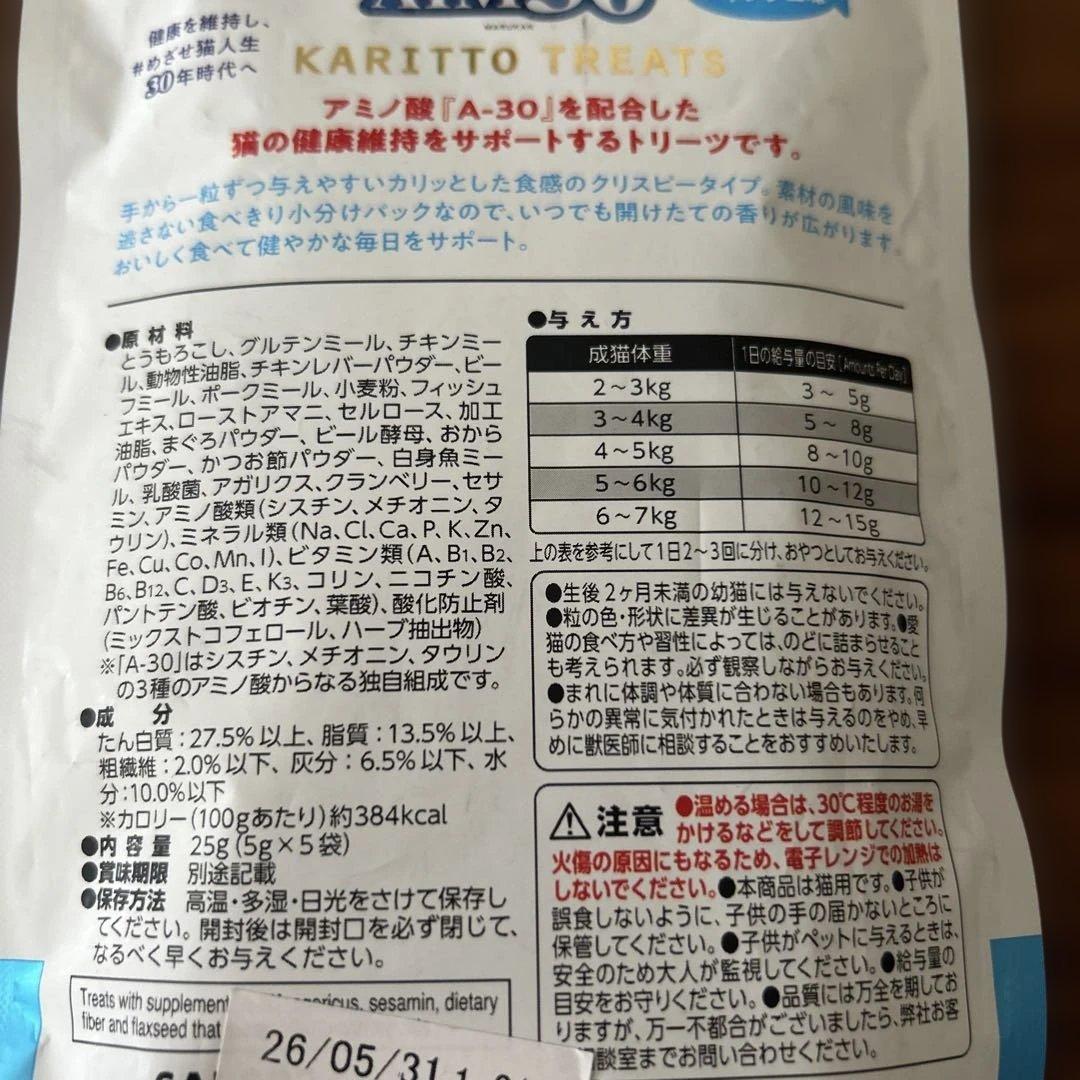 健康を維持し、
#めざせ猫人生
30年時代へ
AIM30
KARITTO TREATS
アミノ酸『A-30』を配合した
猫の健康維持をサポートするトリーツです。
手から一粒ずつ与えやすいカリッとした食感のクリスピータイプ。素材の風味を
逃さない食べきり小分けパックなので、いつでも開けたての香りが広がります。
おいしく食べて健やかな毎日をサポート。
●原材料
とうもろこし、グルテンミール、チキンミー
ル、動物性油脂、チキンレバーパウダー、ビー
フミール、ポークミール、小麦粉、フィッシュ
エキス、ローストアマニ、セルロース、加工
油脂、まぐろパウダー、ビール酵母、おから
パウダー、かつお節パウダー、白身魚ミー
ル、乳酸菌、アガリクス、クランベリー、セサ
ミン、アミノ酸類(シスチン、メチオニン、タ
ウリン)、ミネラル類(Na、Cl、Ca、P、K、Zn、
Fe、Cu、Co、Mn、I)、ビタミン類(A、B1、B2、
B6、B12、C、D3、E、K3、コリン、ニコチン酸、
パントテン酸、ビオチン、葉酸)、酸化防止剤
(ミックストコフェロール、ハーブ抽出物)
※「A-30」はシスチン、メチオニン、タウリン
の3種のアミノ酸からなる独自組成です。
●成 分
たん白質:27.5%以上、脂質:13.5%以上、
粗繊維:2.0%以下、灰分:6.5%以下、水
分:10.0%以下
※カロリー(100gあたり)約384kcal
●内容量 25g(5g×5袋)
●賞味期限 別途記載
●保存方法 高温・多湿・日光をさけて保存し
てください。開封後は開封口を必ず閉じて、
なるべく早くお与えください。
Treats with supplement
agaricus, sesamin, dietary
fiber and flaxseed that
26/05/31
●与え方
成猫体重 1日の給与量の目安[Amounts Per Day]
2～3kg 3～ 5g
3～4kg 5～ 8g
4～5kg 8～10g
5～6kg 10～12g
6～7kg 12～15g
上の表を参考にして1日2～3回に分け、おやつとしてお与えください。
●生後2ヶ月未満の幼猫には与えないでください。
●粒の色・形状に差異が生じることがあります。●愛
猫の食べ方や習性によっては、のどに詰まらせること
も考えられます。必ず観察しながらお与えください。
●まれに体調や体質に合わない場合もあります。何
らかの異常に気付かれたときは与えるのをやめ、早
めに獣医師に相談することをおすすめいたします。
⚠注意 ●温める場合は、30℃程度のお湯を
かけるなどをして調節してください。
火傷の原因にもなるため、電子レンジでの加熱は
しないでください。●本商品は猫用です。●子供が
誤食しないように、子供の手の届かないところに
保管してください。●子供がペットに与えるときは、
安全のため大人が監視してください。●給与量の
目安をお守りください。●品質には万全を期してお
りますが、万一不都合がございましたら、弊社お客
談室までお問い合わせください。